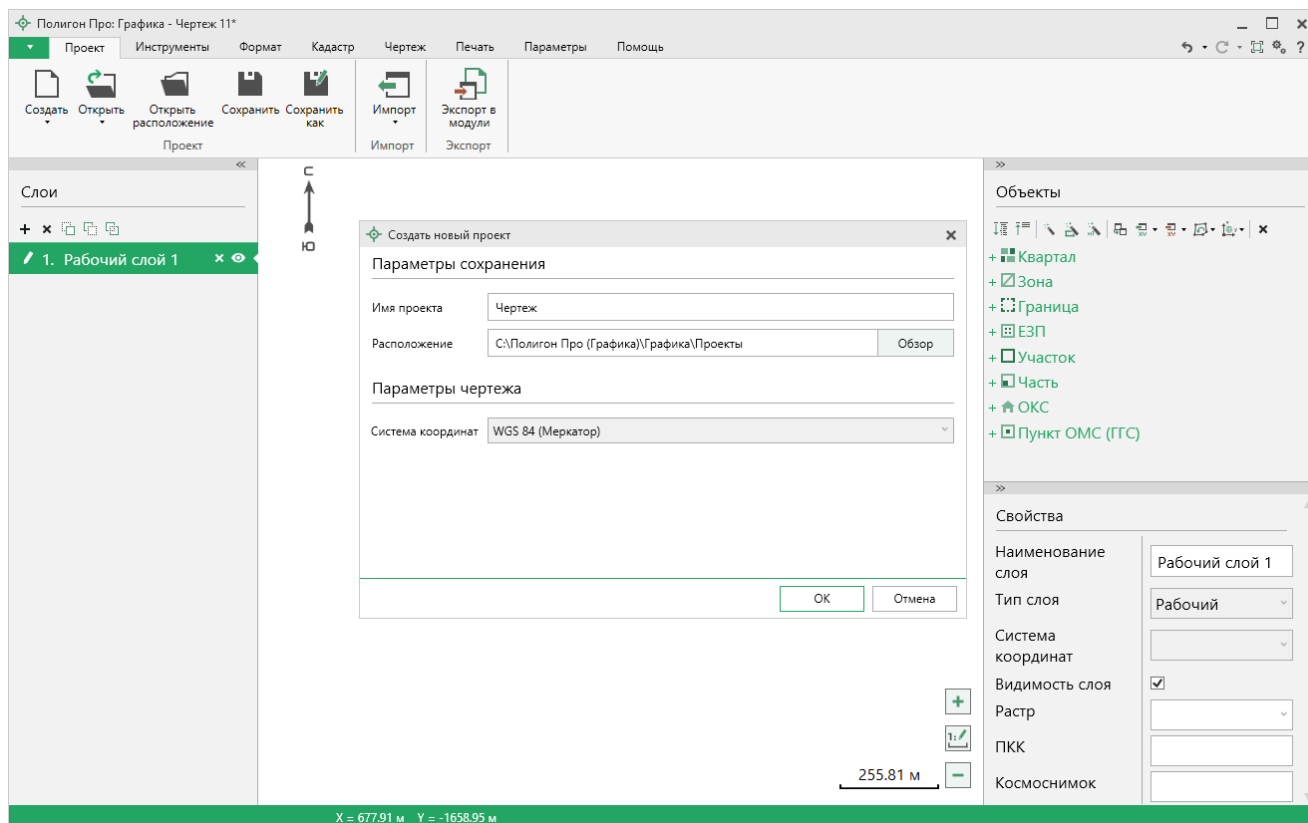 Полигон Про: Графика - Чертеж 11*
Проект Инструменты Формат Кадастр Чертеж Печать Параметры Помощь
?
Создать Открыть Открыть расположение Сохранить Сохранить как Импорт Экспорт в модули
Проект Импорт Экспорт
Слои
1. Рабочий слой 1
С
Ю
Создать новый проект
Параметры сохранения
Имя проекта Чертеж
Расположение C:\Полигон Про (Графика)\Графика\Проекты Обзор
Параметры чертежа
Система координат WGS 84 (Меркатор)
ОК Отмена
Объекты
+ Квартал
+ Зона
+ Граница
+ ЕЗП
+ Участок
+ Часть
+ ОКС
+ Пункт ОМС (ГГС)
Свойства
Наименование слоя Рабочий слой 1
Тип слоя Рабочий
Система координат
Видимость слоя
Растр
ПКК
Космоснимок
1:
255.81 м
X = 677.91 м Y = -1658.95 м